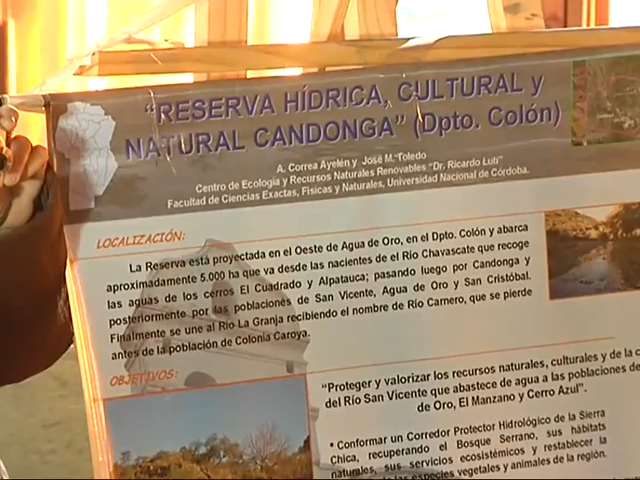 "RESERVA HÍDRICA, CULTURAL y
NATURAL CANDONGA" (Dpto. Colón)
A. Correa Ayelén y José M. Toledo
Centro de Ecología y Recursos Naturales Renovables "Dr. Ricardo Luti"
Facultad de Ciencias Exactas, Físicas y Naturales, Universidad Nacional de Córdoba.
LOCALIZACIÓN:
La Reserva está proyectada en el Oeste de Agua de Oro, en el Dpto. Colón y abarca
aproximadamente 5.000 ha que va desde las nacientes del el Río Chavascate que recoge
las aguas de los cerros El Cuadrado y Alpatauca; pasando luego por Candonga y
posteriormente por las poblaciones de San Vicente, Agua de Oro y San Cristóbal.
Finalmente se une al Río La Granja recibiendo el nombre de Río Carnero, que se pierde
antes de la población de Colonia Caroya.
OBJETIVOS:
"Proteger y valorizar los recursos naturales, culturales y de la c
del Río San Vicente que abastece de agua a las poblaciones de
de Oro, El Manzano y Cerro Azul".
• Conformar un Corredor Protector Hidrológico de la Sierra
Chica, recuperando el Bosque Serrano, sus hábitats
naturales, sus servicios ecosistémicos y restablecer la
las especies vegetales y animales de la región.